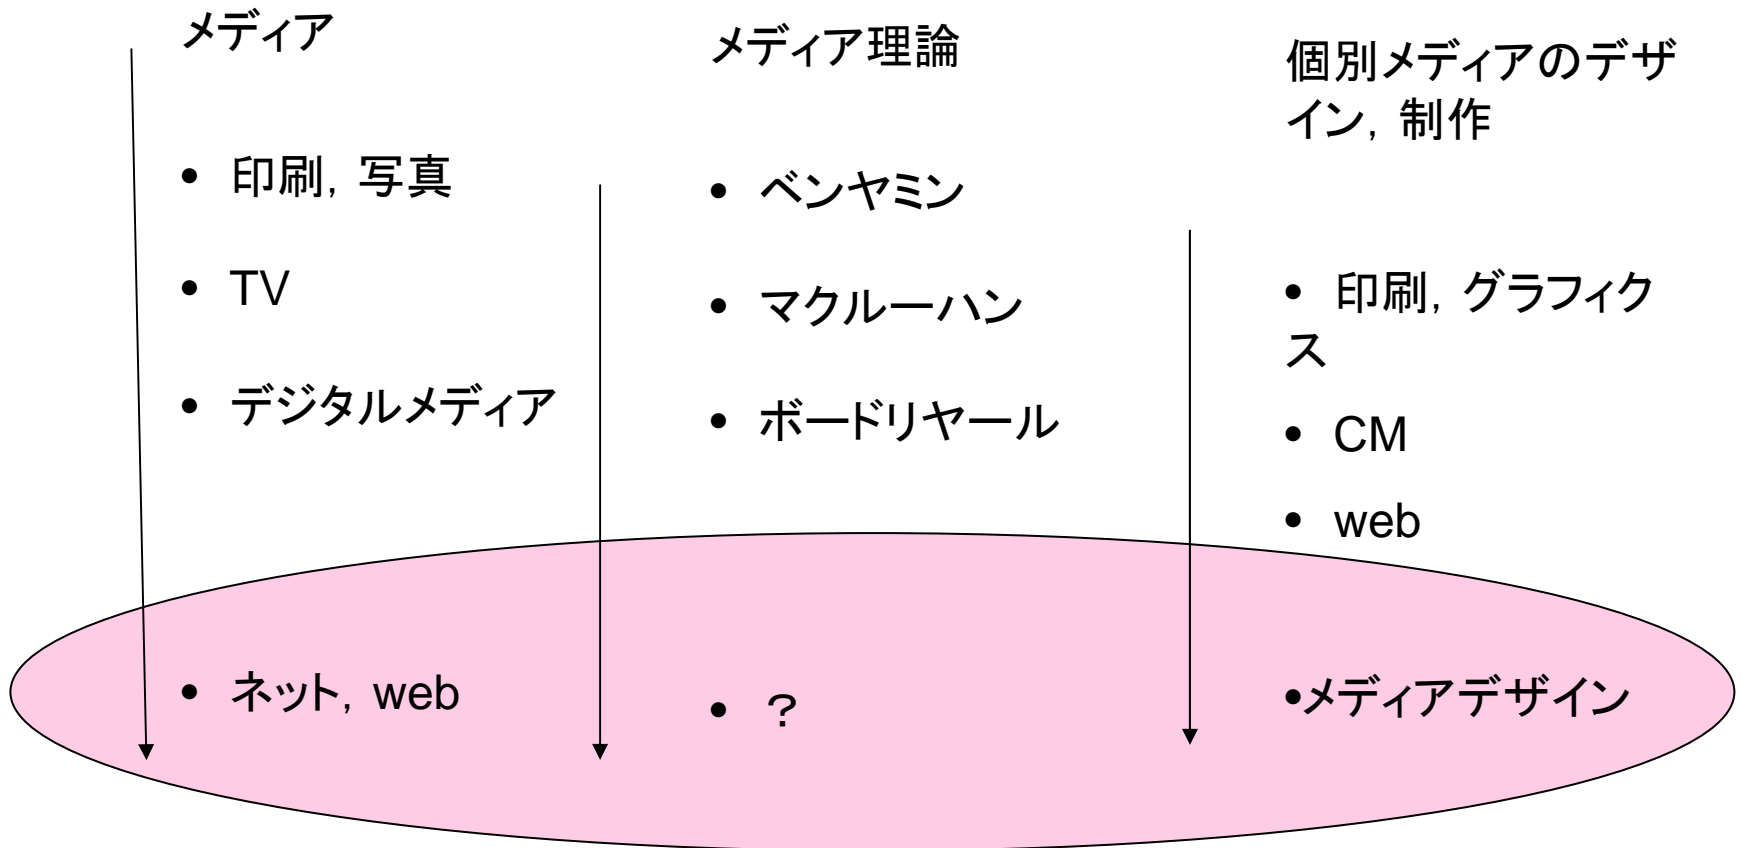 メディア
• 印刷，写真
• TV
• デジタルメディア
• ネット，web
メディア理論
• ベンヤミン
• マクルーハン
• ボードリヤール
• ？
個別メディアのデザ
イン，制作
• 印刷，グラフィク
ス
• CM
• web
•メディアデザイン